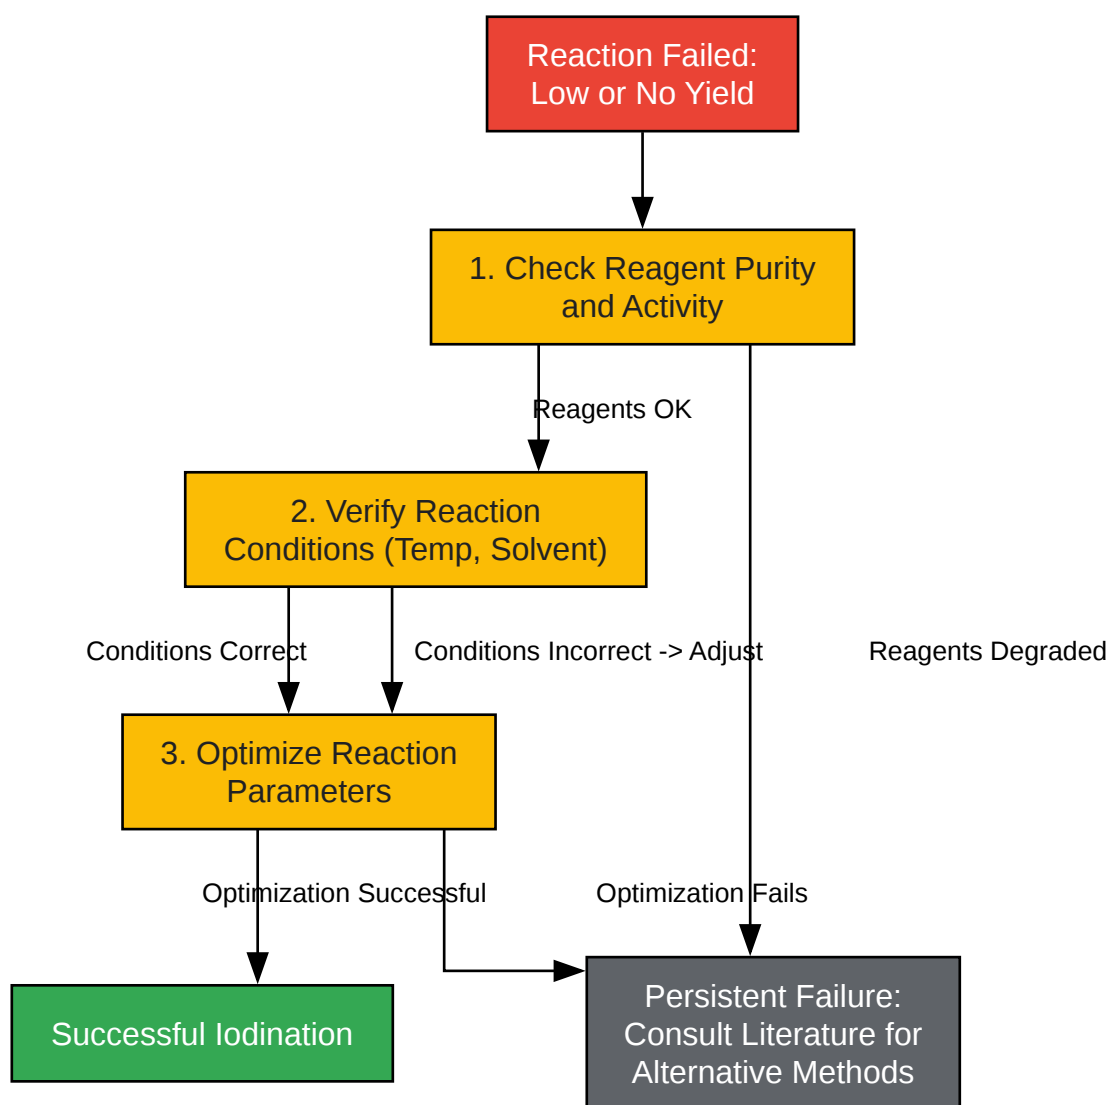 Reaction Failed:
Low or No Yield
1. Check Reagent Purity
and Activity
Reagents OK
2. Verify Reaction
Conditions (Temp, Solvent)
Conditions Correct
Conditions Incorrect -> Adjust
Reagents Degraded
3. Optimize Reaction
Parameters
Optimization Successful
Optimization Fails
Successful Iodination
Persistent Failure:
Consult Literature for
Alternative Methods